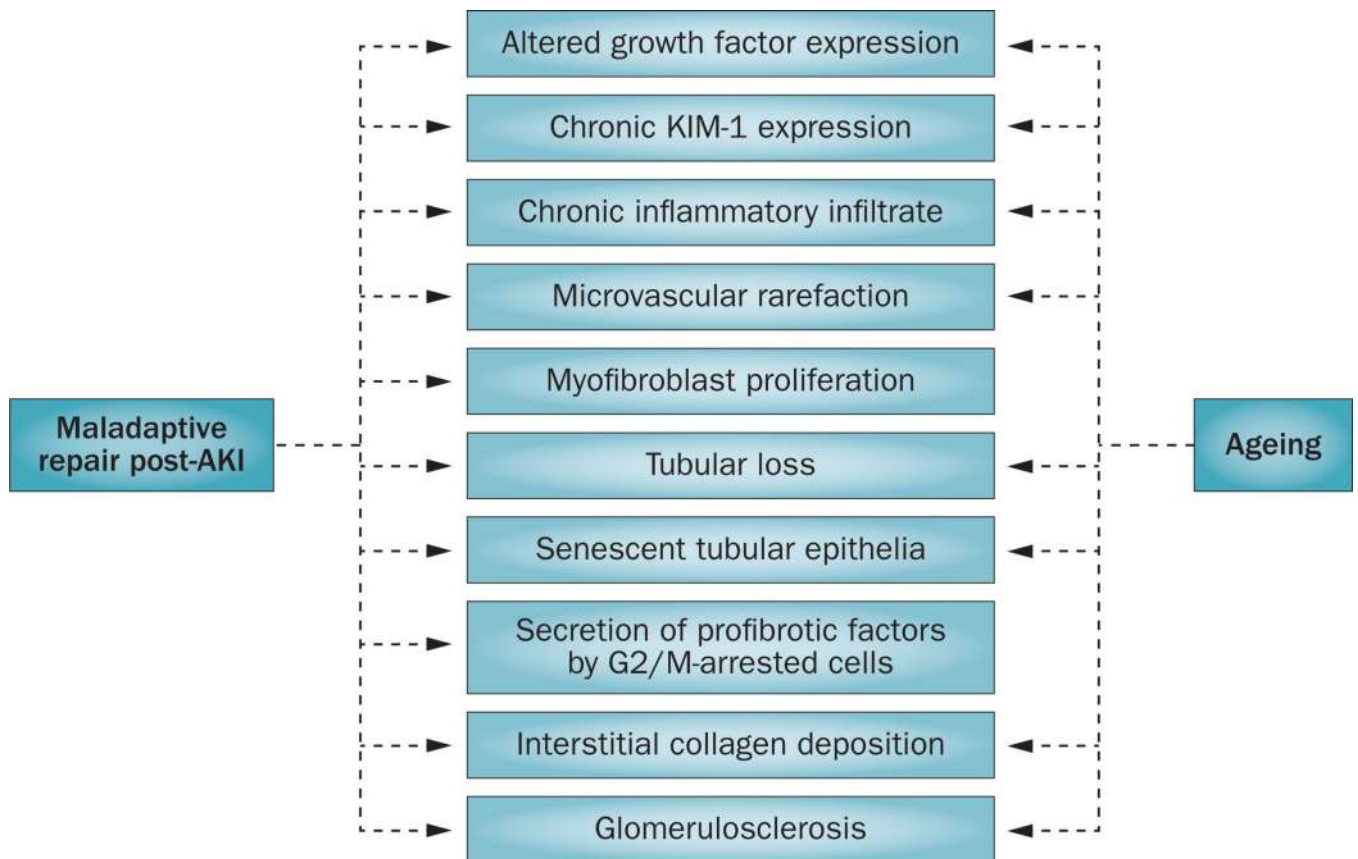 Altered growth factor expression
Chronic KIM-1 expression
Chronic inflammatory infiltrate
Microvascular rarefaction
Myofibroblast proliferation
Maladaptive
repair post-AKI
Ageing
Tubular loss
Senescent tubular epithelia
Secretion of profibrotic factors
by G2/M-arrested cells
Interstitial collagen deposition
Glomerulosclerosis